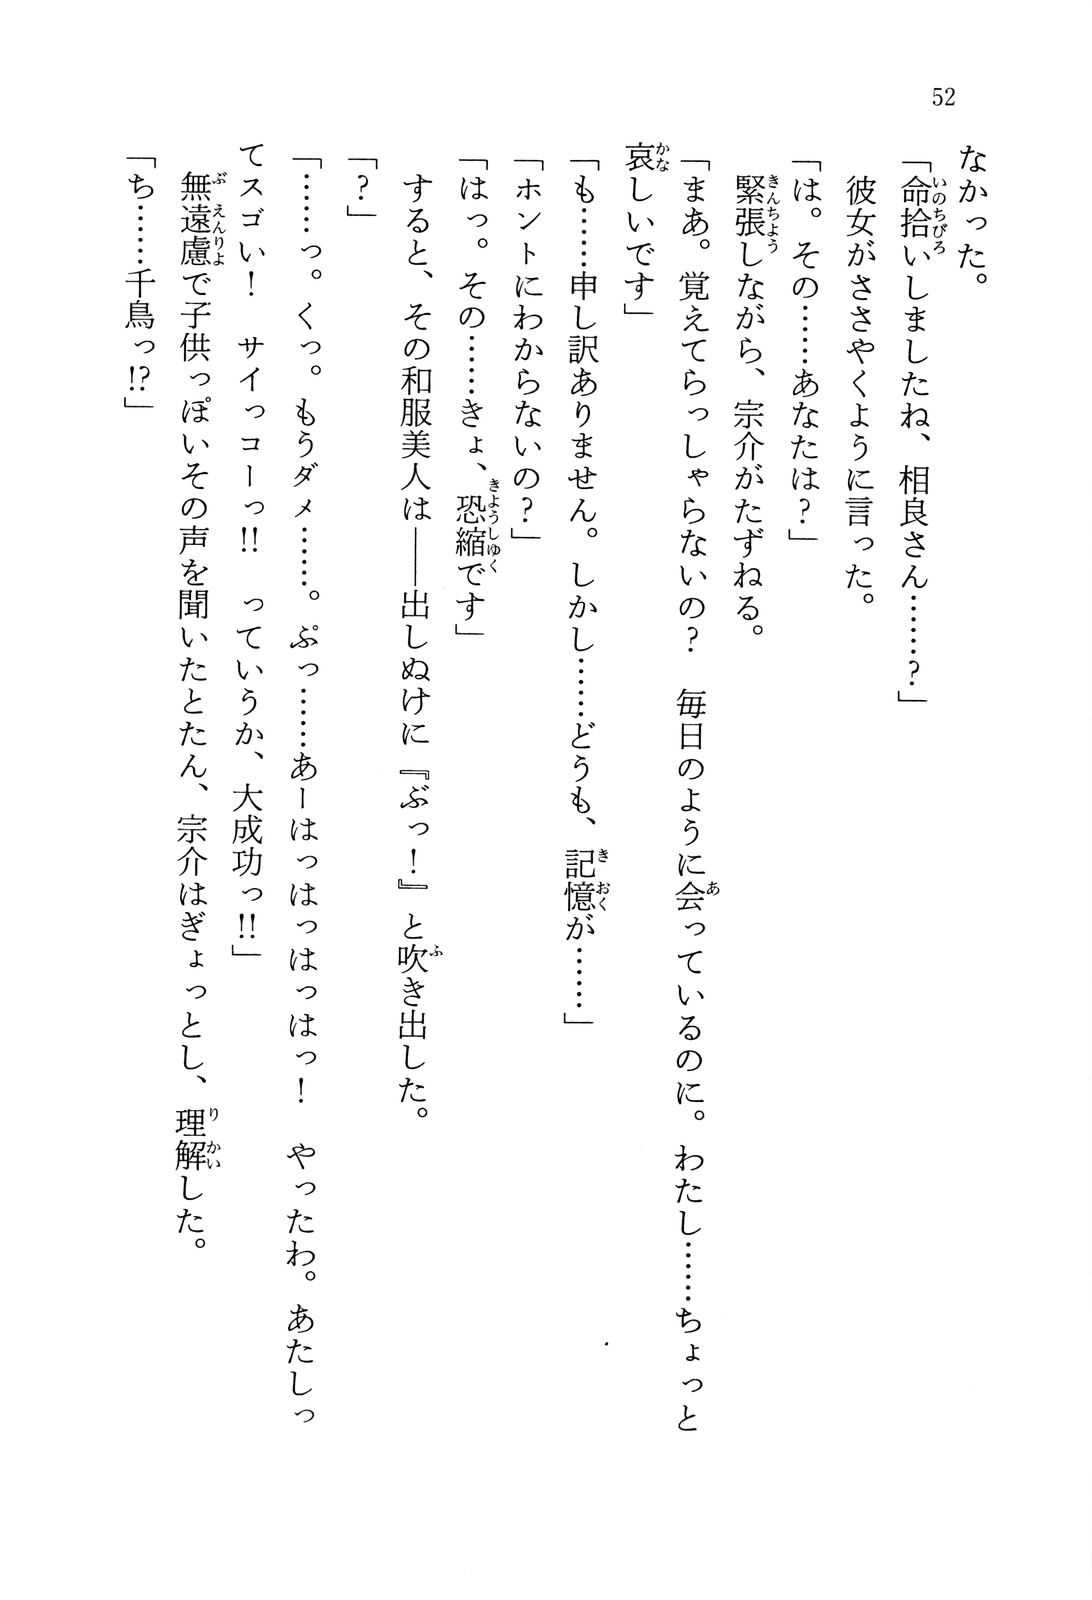 52
なかった。
「命拾いしましたね、相良さん……?」
彼女がささやくように言った。
「は。その……あなたは?」
緊張しながら、宗介がたずねる。
「まあ。覚えてらっしゃらないの? 毎日のように会っているのに。わたし……ちょっと
哀しいです」
「も……申し訳ありません。しかし……どうも、記憶が……」
「ホントにわからないの?」
「はっ。その……きょ、恐縮です」
すると、その和服美人は――出しぬけに『ぶっ!』と吹き出した。
「?」
「……っ。くっ。もうダメ……。ぷっ……あーはっはっはっはっ! やったわ。あたしっ
てスゴい! サイっコーっ!! っていうか、大成功っ!!」
無遠慮で子供っぽいその声を聞いたとたん、宗介はぎょっとし、理解した。
「ち……千鳥っ!?」